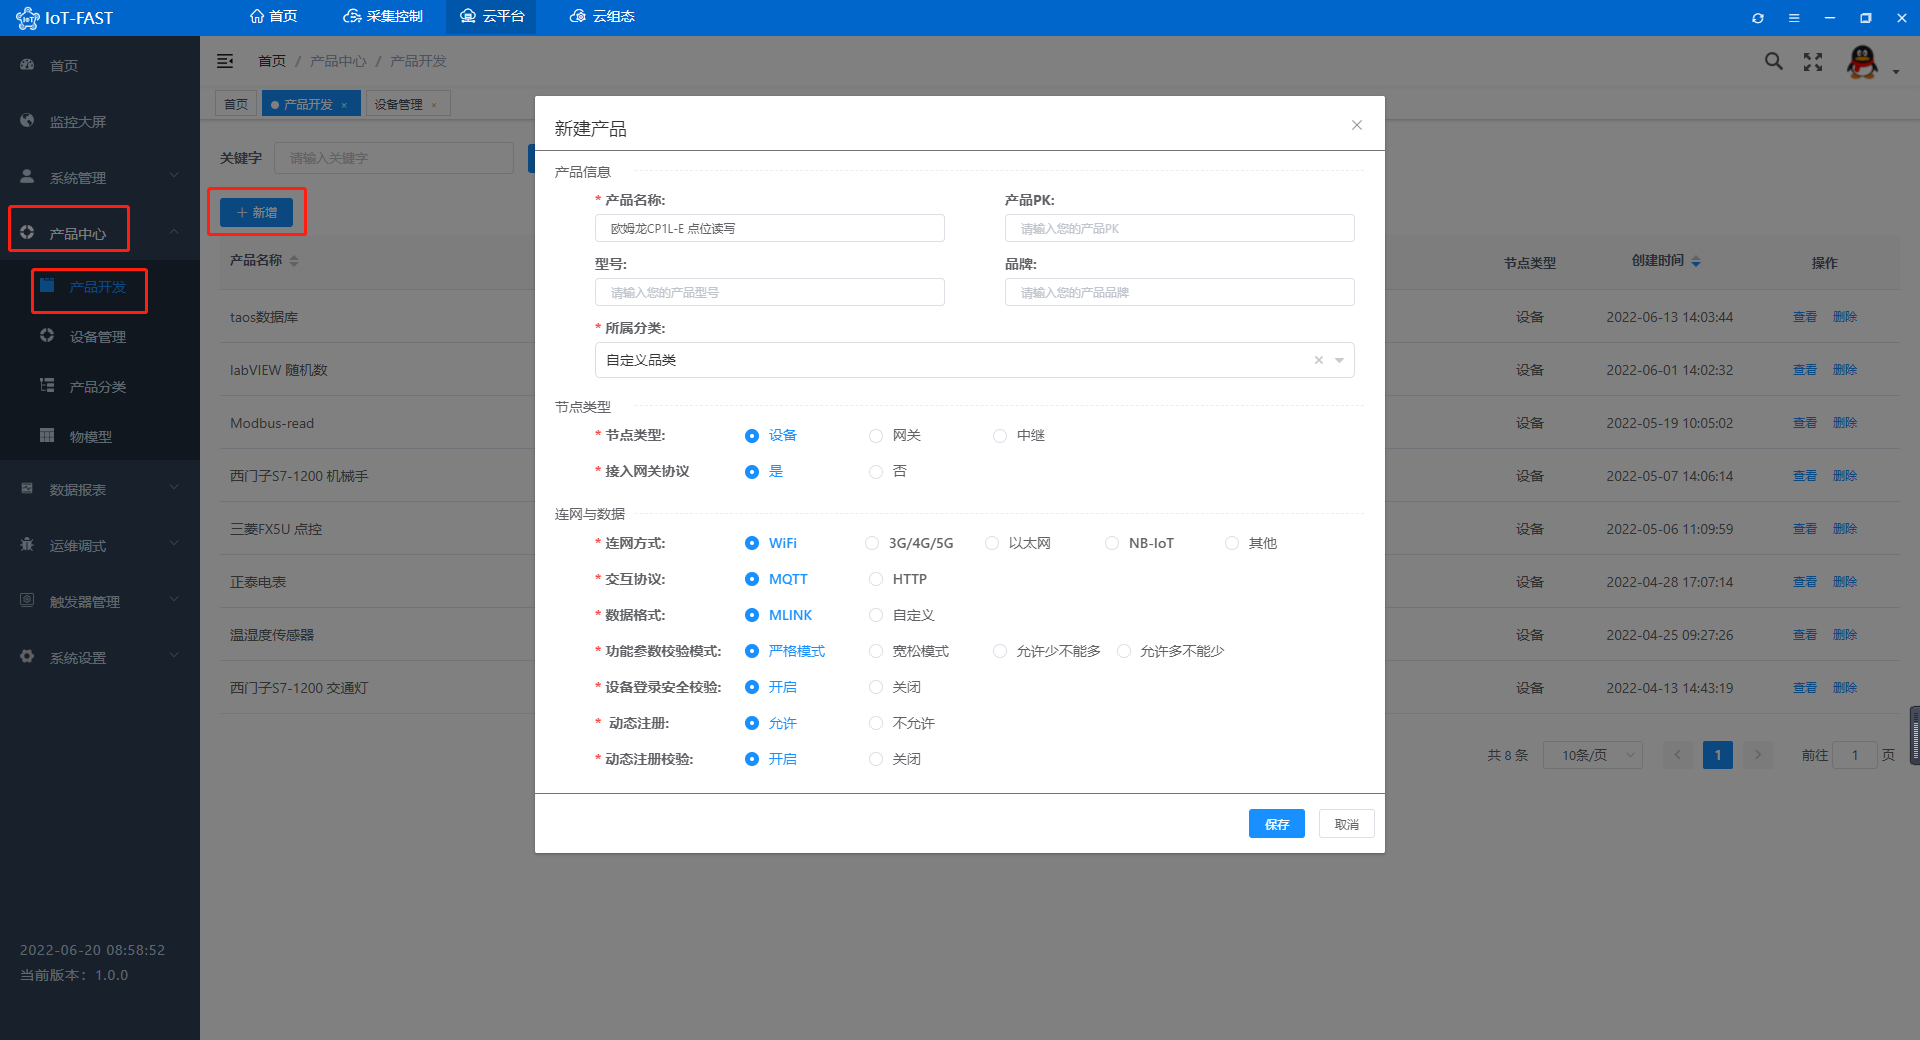 IoT-FAST 首页 采集控制 云平台 云组态
首页
监控大屏
系统管理
产品中心
产品开发
设备管理
产品分类
物模型
数据报表
运维调式
触发器管理
系统设置
2022-06-20 08:58:52
当前版本：1.0.0
首页 / 产品中心 / 产品开发
首页 产品开发 × 设备管理 ×
关键字 请输入关键字
+ 新增
产品名称 节点类型 创建时间 操作
taos数据库 设备 2022-06-13 14:03:44 查看 删除
labVIEW 随机数 设备 2022-06-01 14:02:32 查看 删除
Modbus-read 设备 2022-05-19 10:05:02 查看 删除
西门子S7-1200 机械手 设备 2022-05-07 14:06:14 查看 删除
三菱FX5U 点控 设备 2022-05-06 11:09:59 查看 删除
正泰电表 设备 2022-04-28 17:07:14 查看 删除
温湿度传感器 设备 2022-04-25 09:27:26 查看 删除
西门子S7-1200 交通灯 设备 2022-04-13 14:43:19 查看 删除
共 8 条 10条/页 1 前往 1 页
新建产品
产品信息
* 产品名称: 产品PK:
欧姆龙CP1L-E 点位读写 请输入您的产品PK
型号: 品牌:
请输入您的产品型号 请输入您的产品品牌
* 所属分类:
自定义品类
节点类型
* 节点类型: 设备 网关 中继
* 接入网关协议 是 否
连网与数据
* 连网方式: WiFi 3G/4G/5G 以太网 NB-IoT 其他
* 交互协议: MQTT HTTP
* 数据格式: MLINK 自定义
* 功能参数校验模式: 严格模式 宽松模式 允许少不能多 允许多不能少
* 设备登录安全校验: 开启 关闭
* 动态注册: 允许 不允许
* 动态注册校验: 开启 关闭
保存 取消